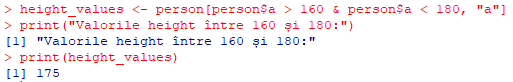 > height_values <- person[person$a > 160 & person$a < 180, "a"]
> print("Valorile height între 160 și 180:")
[1] "Valorile height între 160 și 180:"
> print(height_values)
[1] 175